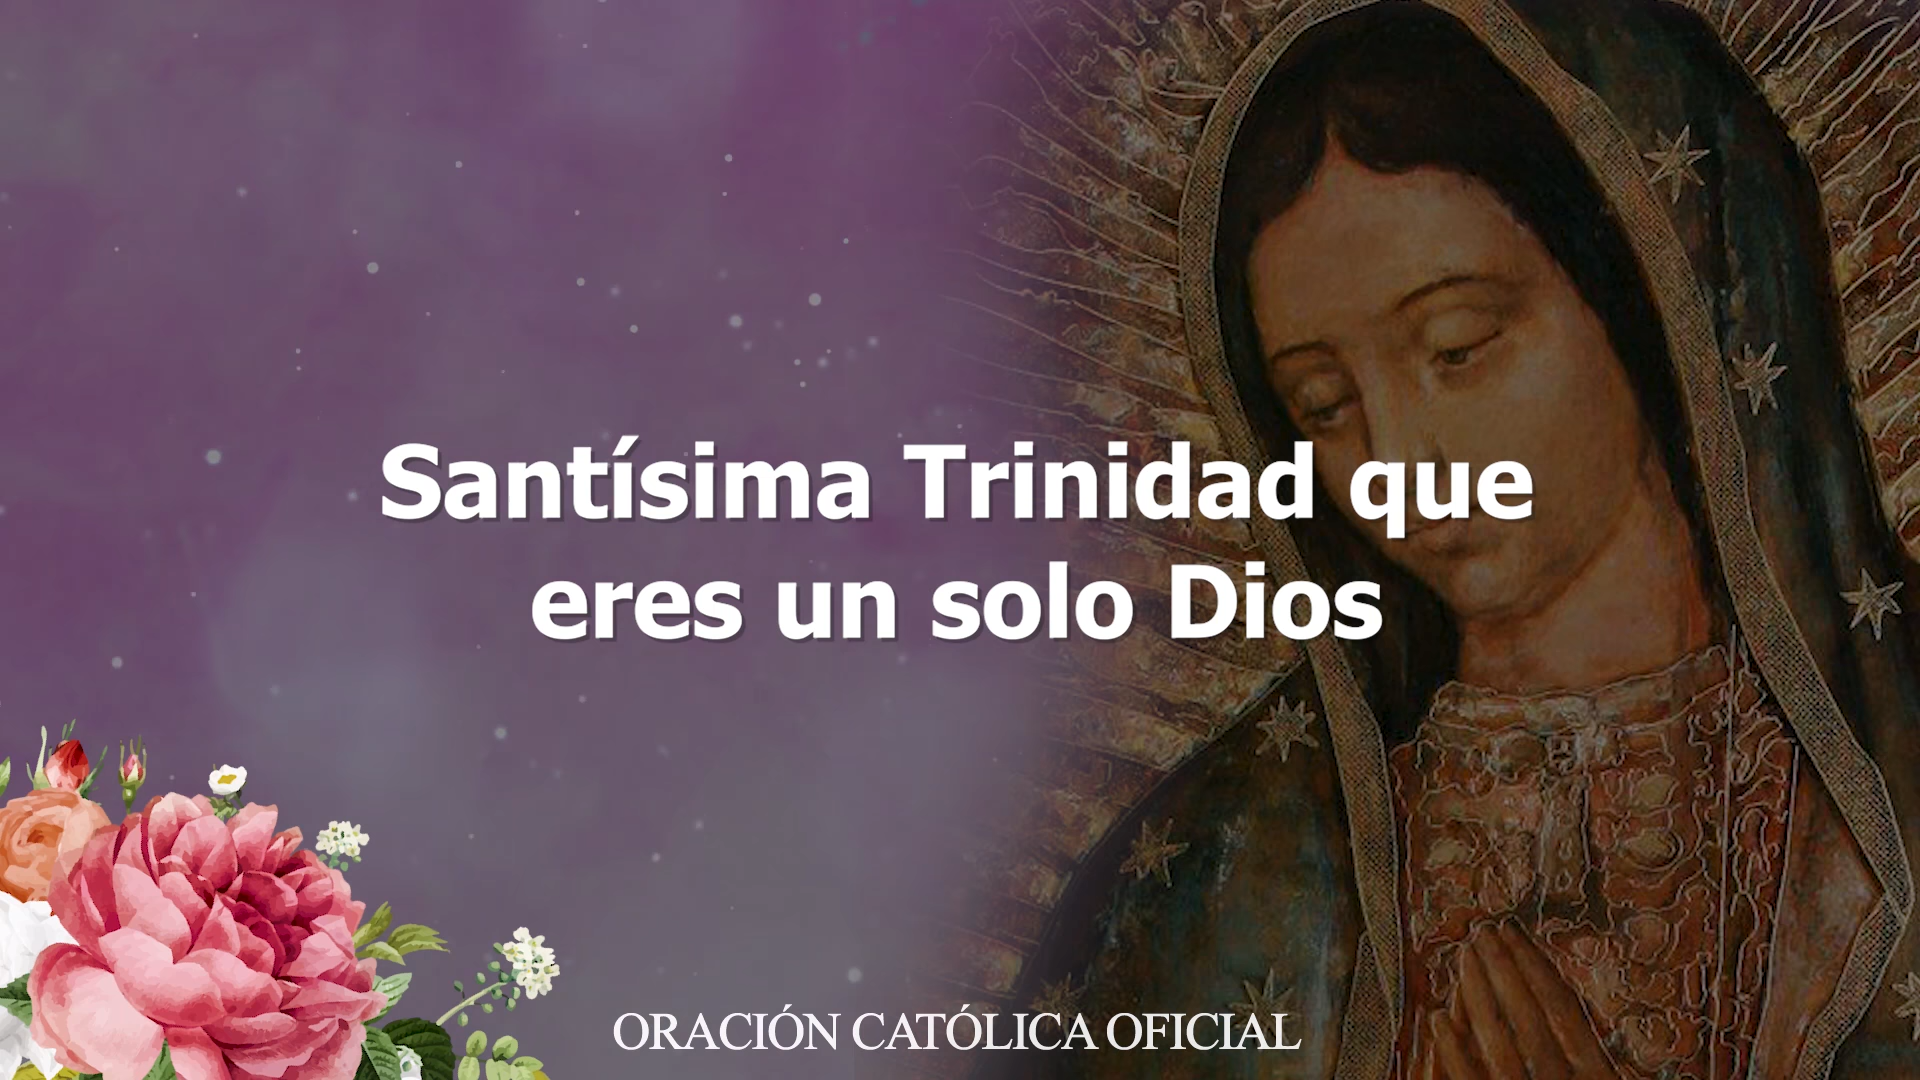 Santísima Trinidad que
eres un solo Dios
ORACIÓN CATÓLICA OFICIAL